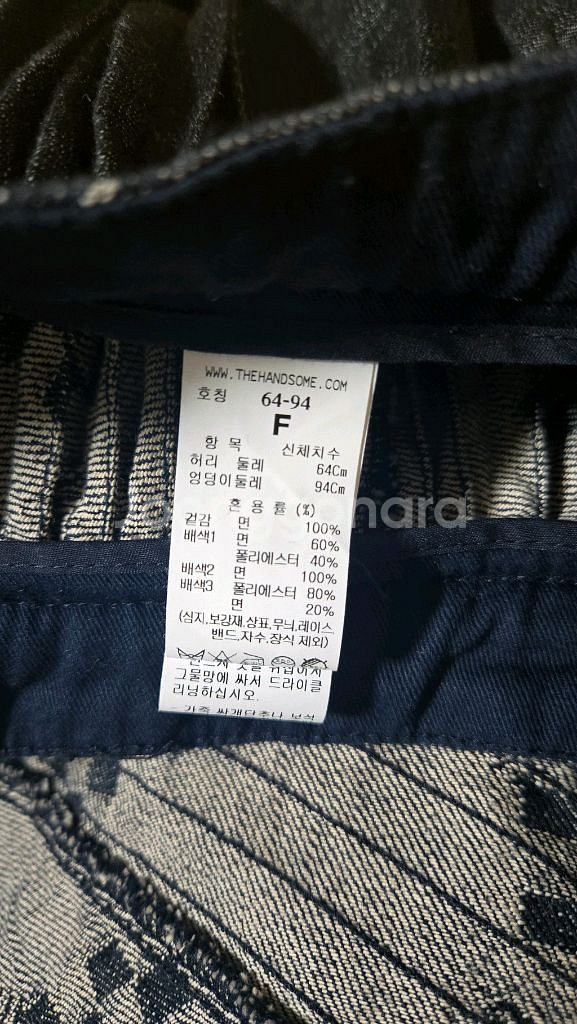 WWW.THEHANDSOME.COM
호칭 64-94
F
항 목 신체치수
허리 둘레 64Cm
엉덩이둘레 94Cm
혼 용 률 (%)
겉감 면 100%
배색1 면 60%
폴리에스터 40%
배색2 면 100%
배색3 폴리에스터 80%
면 20%
(심지,보강재,상표,무늬,레이스,
밴드,자수,장식 제외)
그물망에 싸서 드라이클
리닝하십시오.